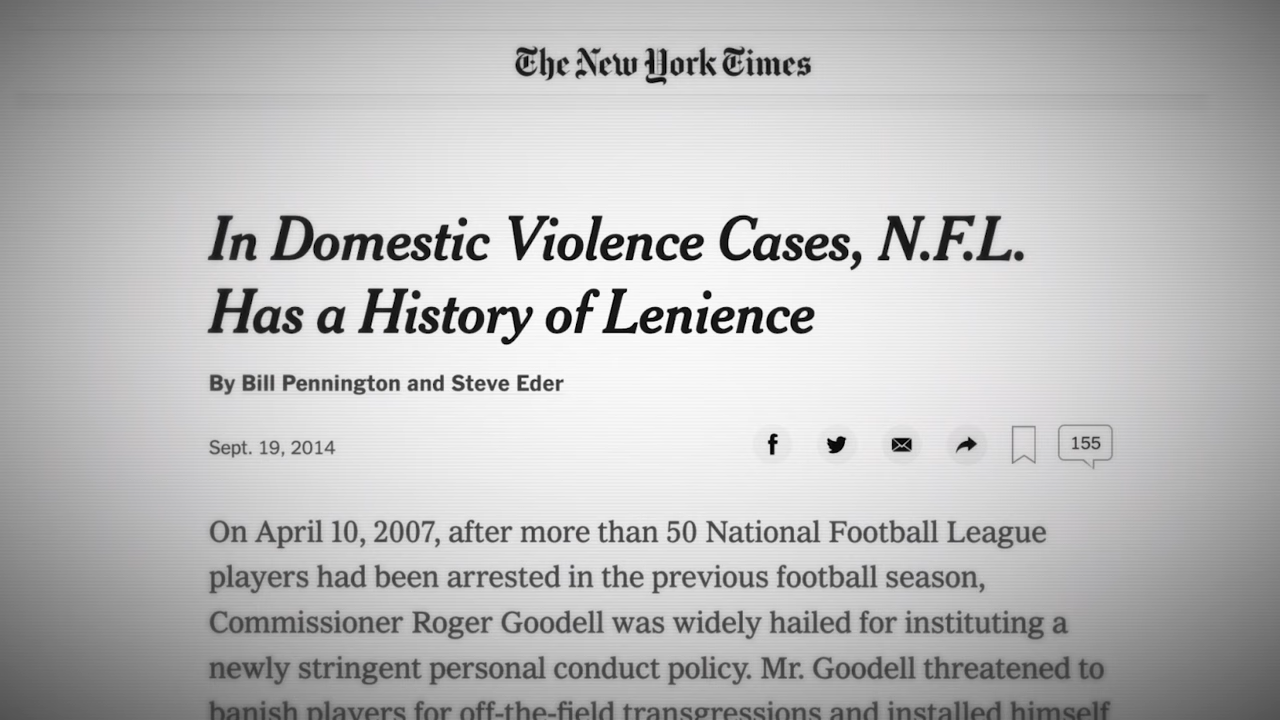 The New York Times
In Domestic Violence Cases, N.F.L.
Has a History of Lenience
By Bill Pennington and Steve Eder
Sept. 19, 2014
155
On April 10, 2007, after more than 50 National Football League
players had been arrested in the previous football season,
Commissioner Roger Goodell was widely hailed for instituting a
newly stringent personal conduct policy. Mr. Goodell threatened to
banish players for off-the-field transgressions and installed himself